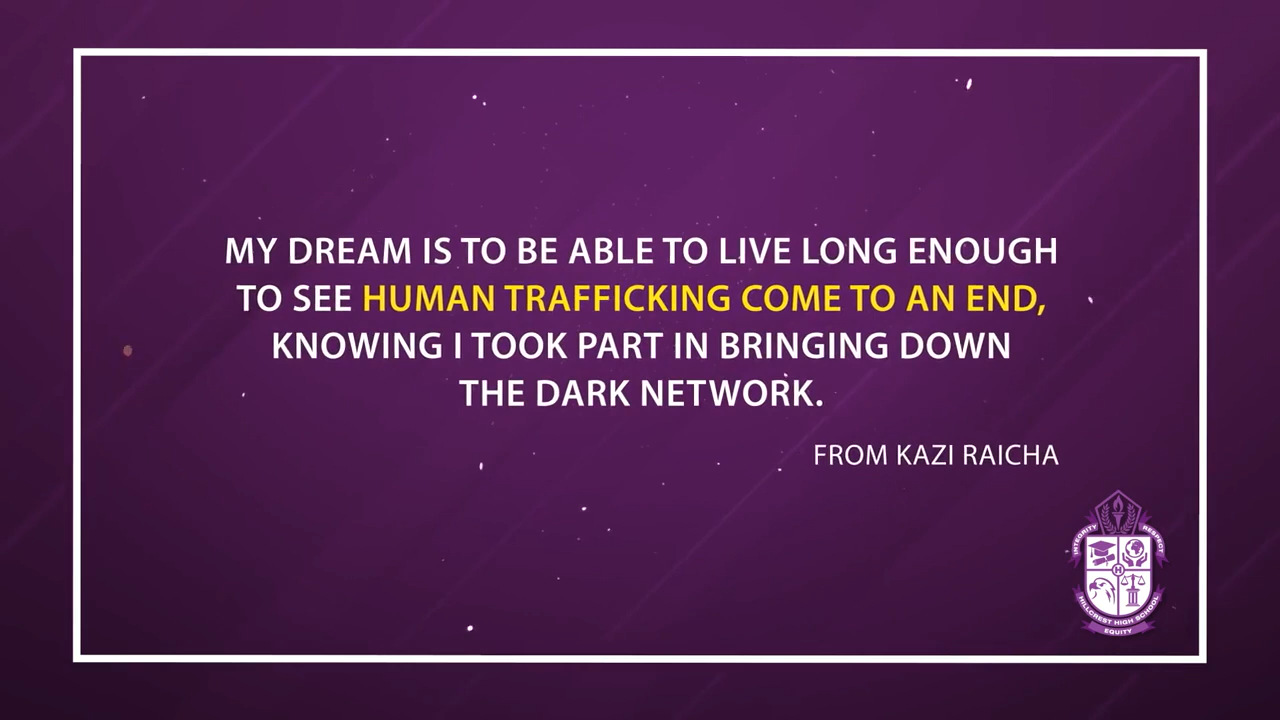 MY DREAM IS TO BE ABLE TO LIVE LONG ENOUGH
TO SEE HUMAN TRAFFICKING COME TO AN END,
KNOWING I TOOK PART IN BRINGING DOWN
THE DARK NETWORK.
FROM KAZI RAICHA
INTEGRITY
RESPECT
H
HILLCREST HIGH SCHOOL
EQUITY